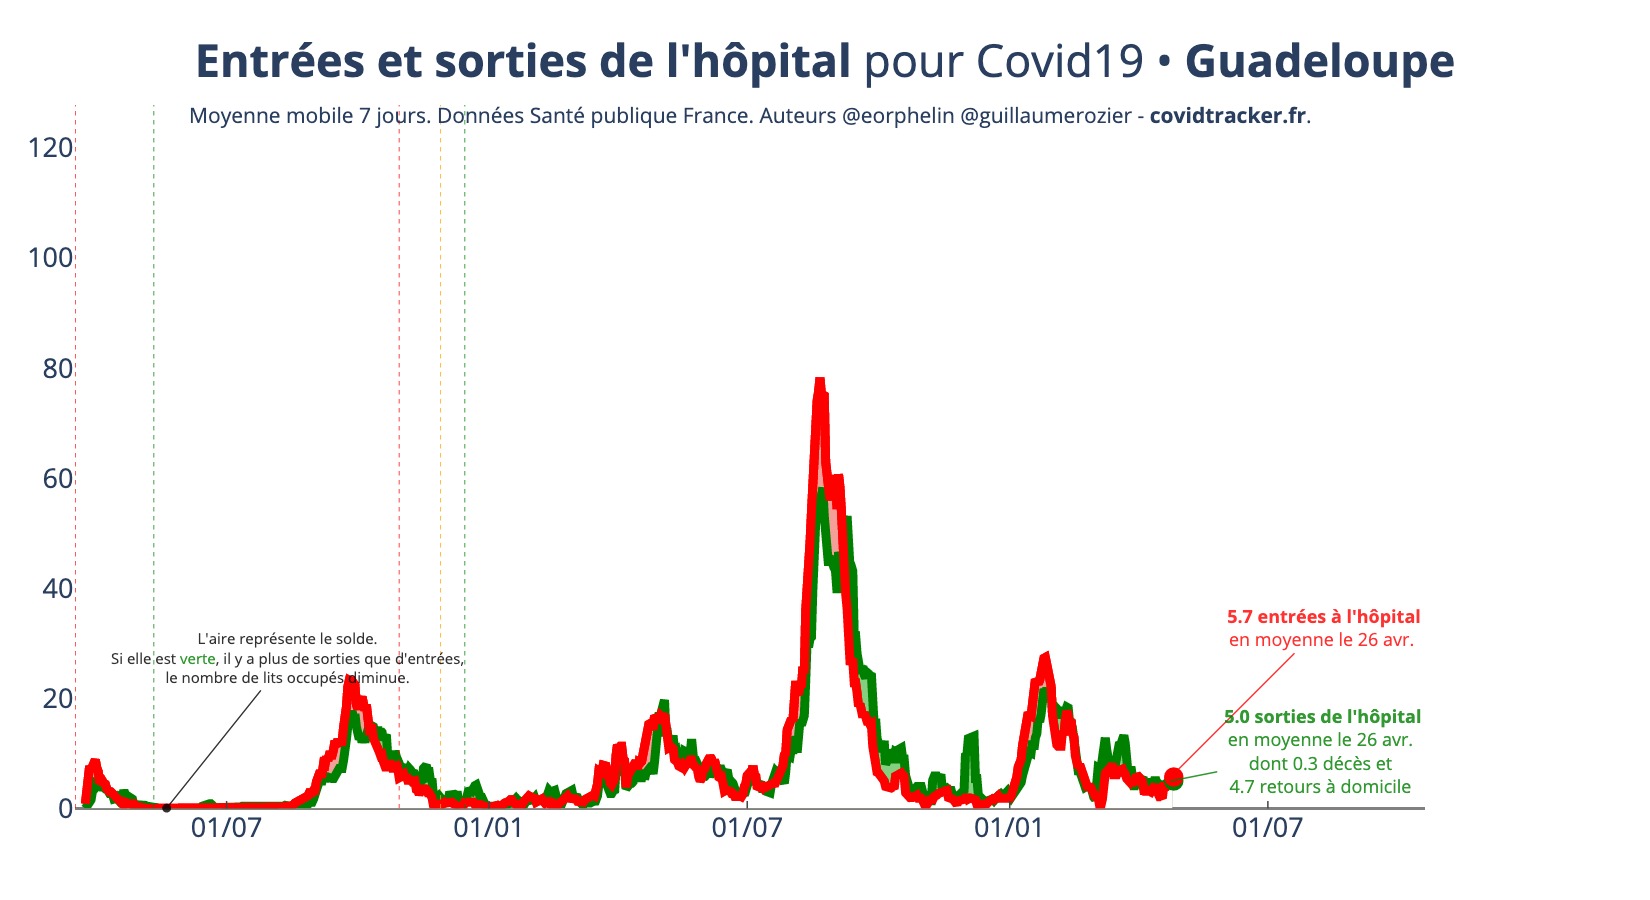 Entrées et sorties de l'hôpital pour Covid19 • Guadeloupe
Moyenne mobile 7 jours. Données Santé publique France. Auteurs @eorphelin @guillaumerozier - covidtracker.fr.
120
100
80
60
40
20
0
L'aire représente le solde.
Si elle est verte, il y a plus de sorties que d'entrées,
le nombre de lits occupés diminue.
5.7 entrées à l'hôpital
en moyenne le 26 avr.
5.0 sorties de l'hôpital
en moyenne le 26 avr.
dont 0.3 décès et
4.7 retours à domicile
01/07
01/01
01/07
01/01
01/07